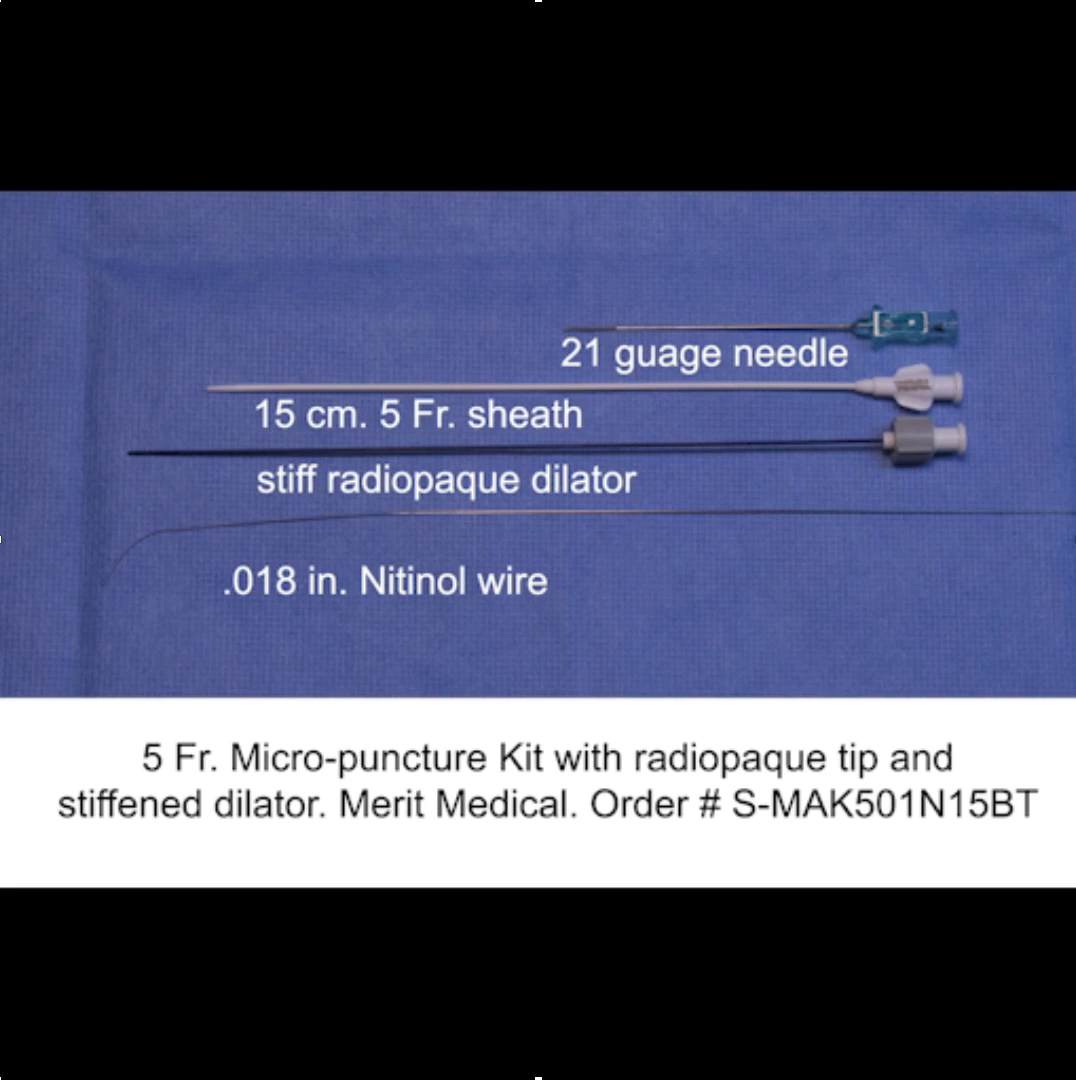 21 guage needle
15 cm. 5 Fr. sheath
stiff radiopaque dilator
.018 in. Nitinol wire
5 Fr. Micro-puncture Kit with radiopaque tip and
stiffened dilator. Merit Medical. Order # S-MAK501N15BT